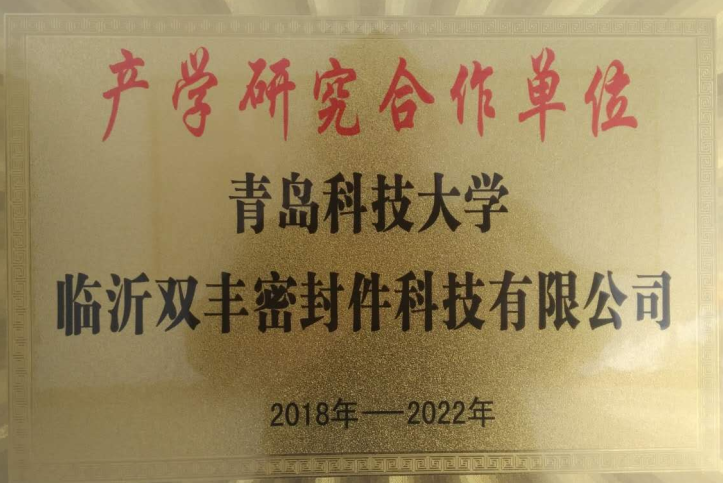 产学研究合作单位
青岛科技大学
临沂双丰密封件科技有限公司
2018年——2022年